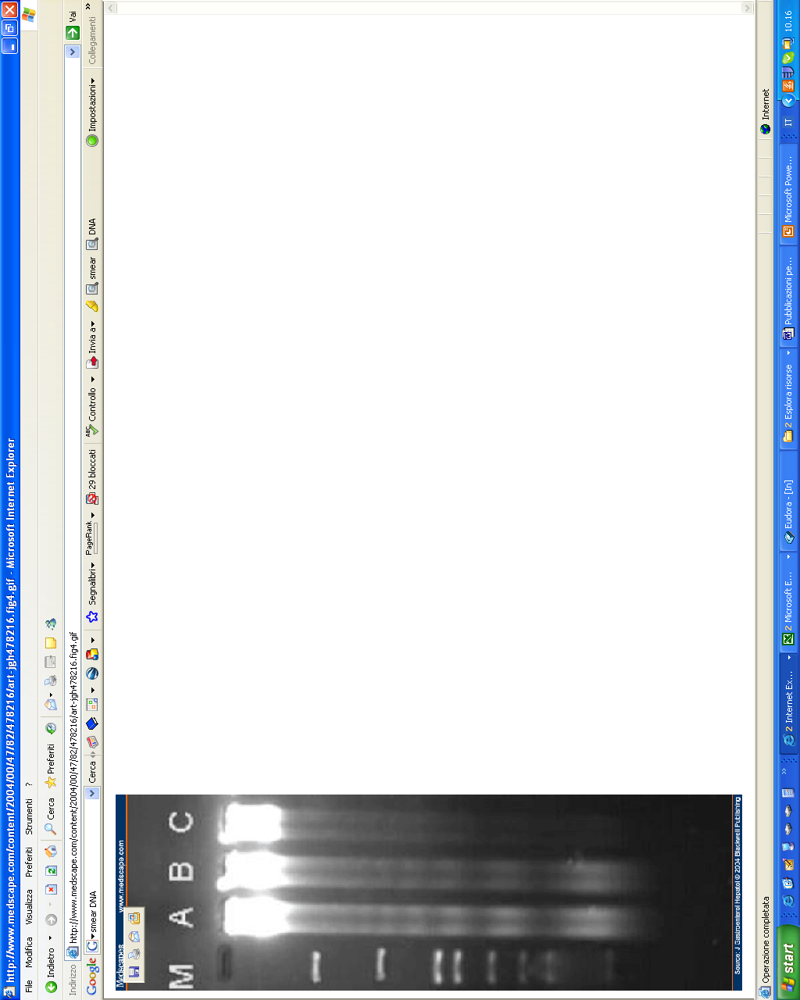 http://www.medscape.com/content/2004/00/47/82/478216/art-jgh478216.fig4.gif - Microsoft Internet Explorer
File Modifica Visualizza Preferiti Strumenti ?
Indietro Cerca Preferiti
Indirizzo http://www.medscape.com/content/2004/00/47/82/478216/art-jgh478216.fig4.gif Vai
Google G smear DNA Cerca PageRank Segnalibri 29 bloccati ABC Controllo Invia a smear DNA Impostazioni Collegamenti »
Medscape® www.medscape.com
M A B C
Source: J Gastroenterol Hepatol © 2004 Blackwell Publishing
Operazione completata Internet
start » 2 Internet Ex... 2 Microsoft E... Eudora - [In] 2 Esplora risorse Pubblicazioni pe... Microsoft Powe... IT 10.16